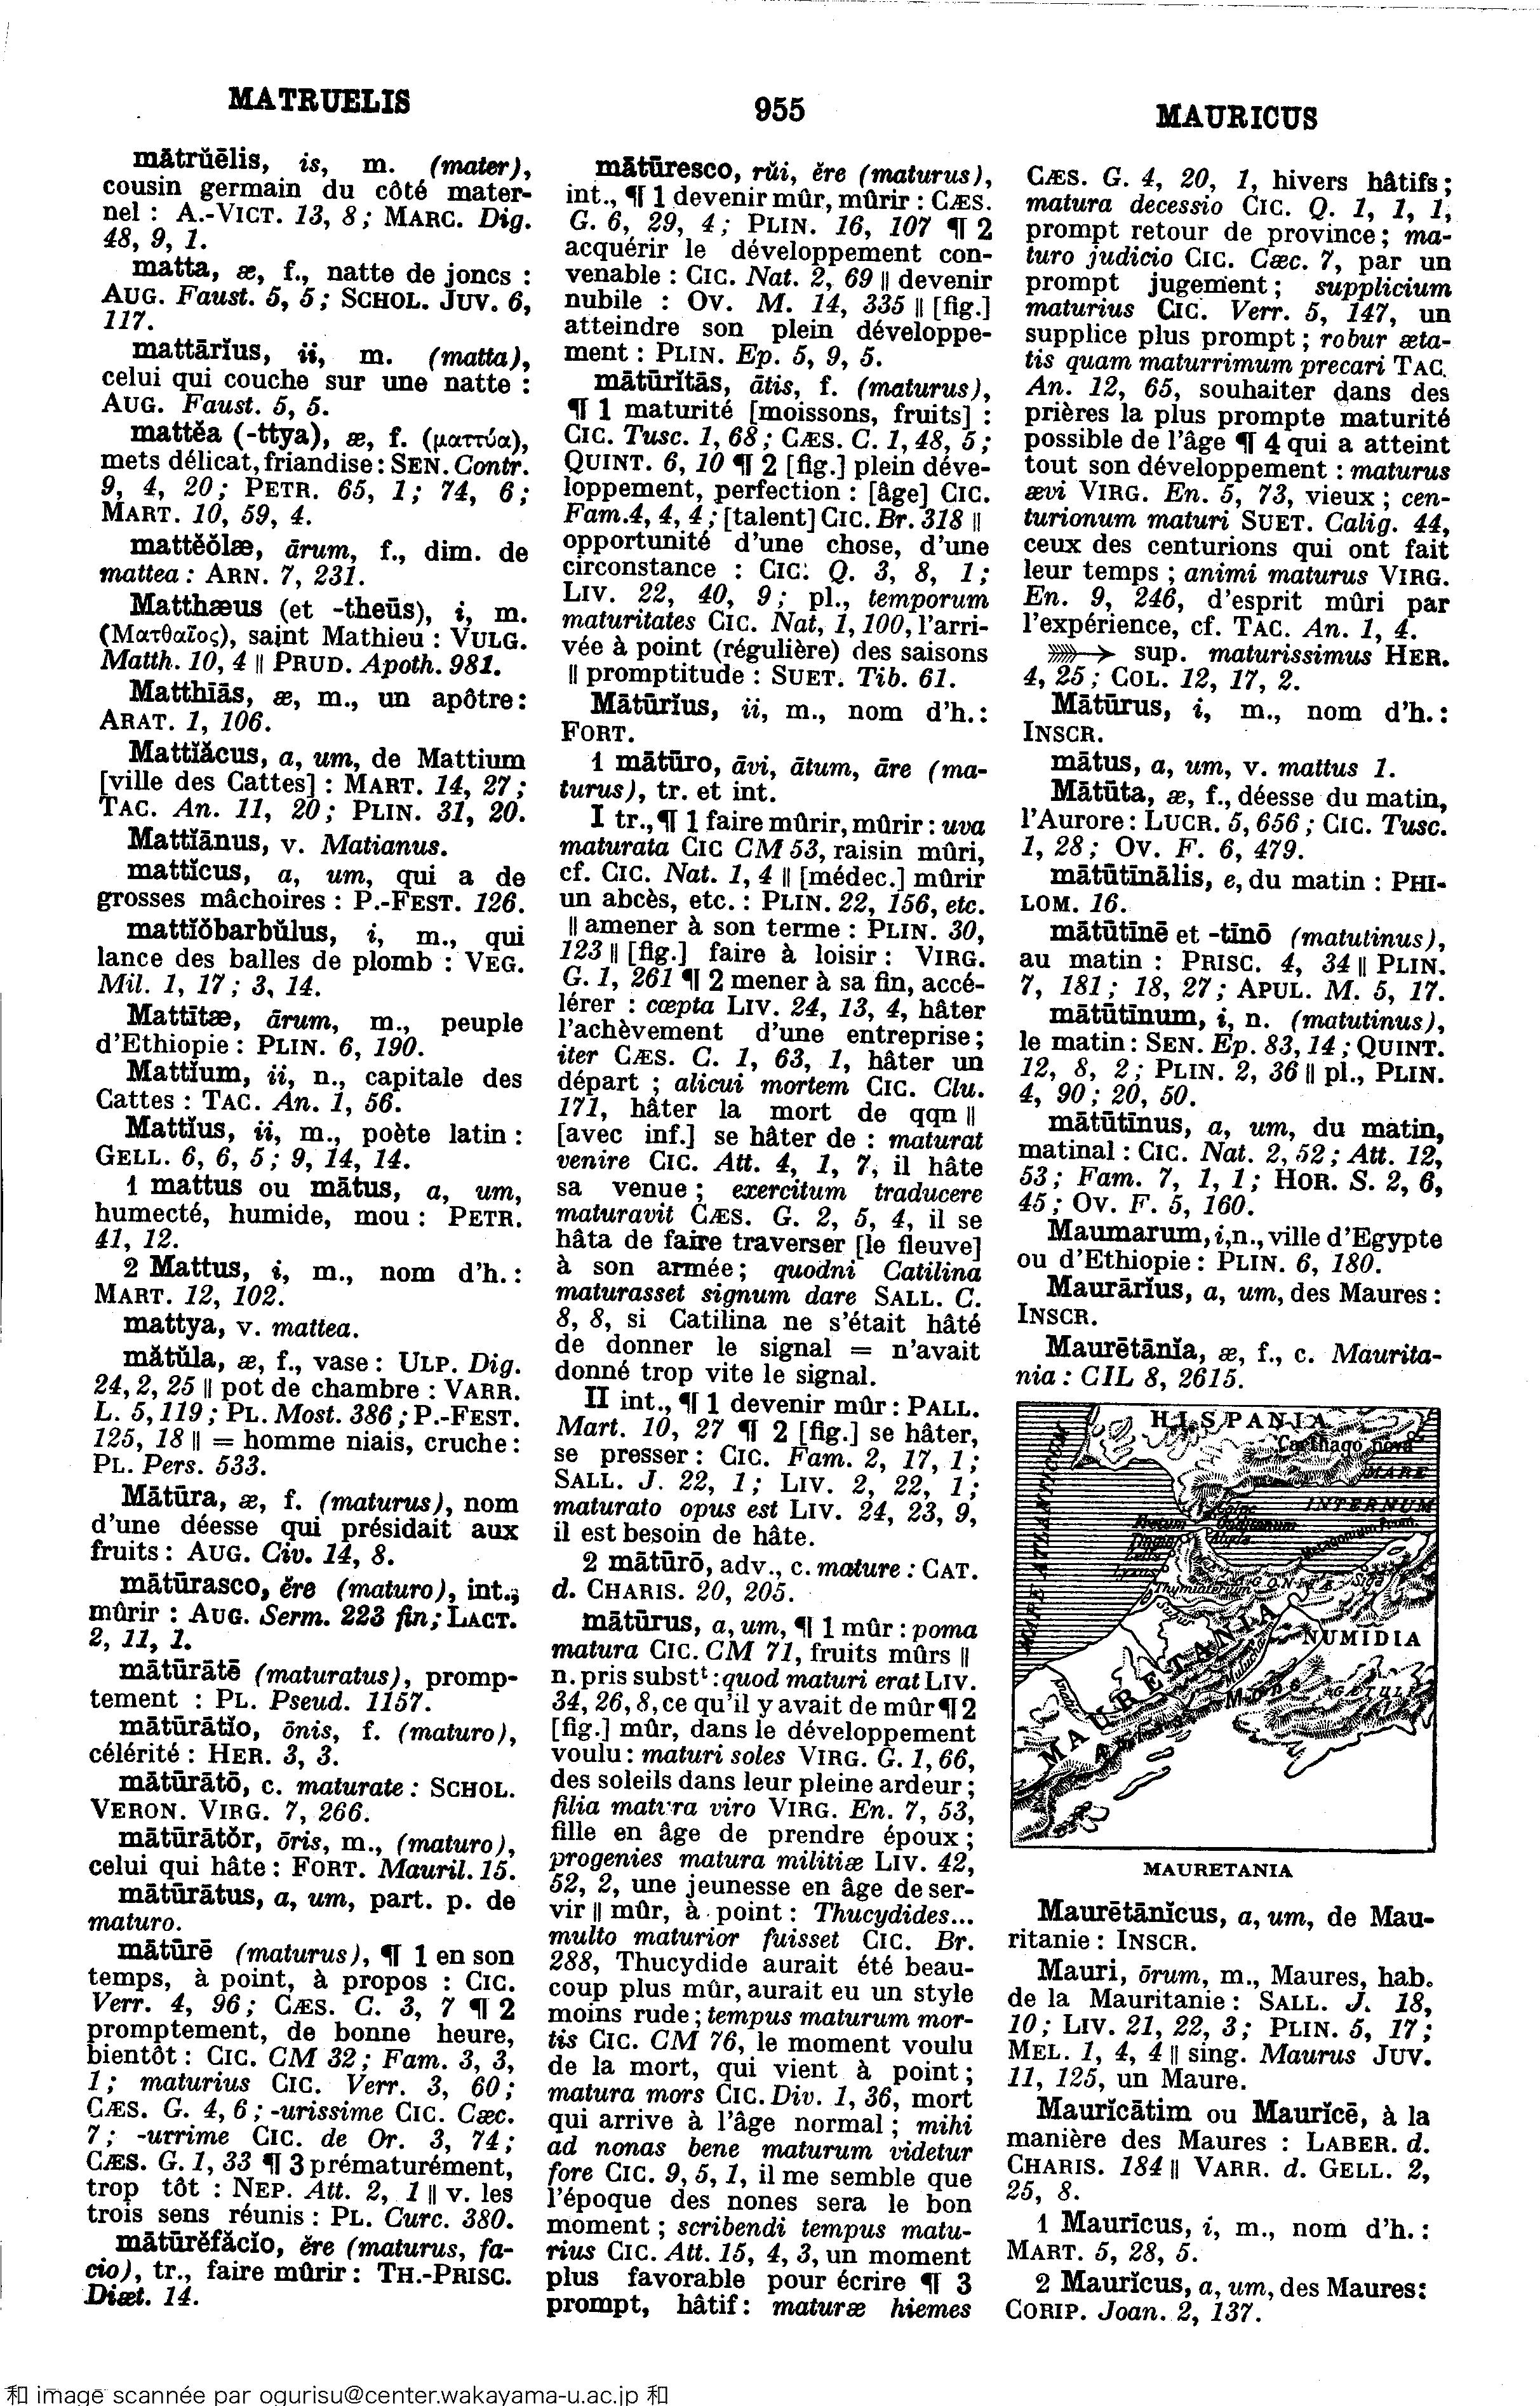 MATRUELIS
955
MAURICUS
mātrŭēlis, is, m. (mater),
cousin germain du côté mater-
nel : A.-VICT. 13, 8 ; MARC. Dig.
48, 9, 1.
matta, æ, f., natte de joncs :
AUG. Faust. 5, 5 ; SCHOL. JUV. 6,
117.
mattārĭus, ii, m. (matta),
celui qui couche sur une natte :
AUG. Faust. 5, 5.
mattĕa (-ttya), æ, f. (ματτύα),
mets délicat, friandise : SEN. Contr.
9, 4, 20 ; PETR. 65, 1 ; 74, 6 ;
MART. 10, 59, 4.
mattĕŏlæ, ārum, f., dim. de
mattea : ARN. 7, 231.
Matthæus (et -theūs), i, m.
(Ματθαῖος), saint Mathieu : VULG.
Matth. 10, 4 || PRUD. Apoth. 981.
Matthīās, æ, m., un apôtre :
ARAT. 1, 106.
Mattĭăcus, a, um, de Mattium
[ville des Cattes] : MART. 14, 27 ;
TAC. An. 11, 20 ; PLIN. 31, 20.
Mattĭānus, v. Matianus.
mattĭcus, a, um, qui a de
grosses mâchoires : P.-FEST. 126.
mattĭŏbarbŭlus, i, m., qui
lance des balles de plomb : VEG.
Mil. 1, 17 ; 3, 14.
Mattītæ, ārum, m., peuple
d'Ethiopie : PLIN. 6, 190.
Mattĭum, ii, n., capitale des
Cattes : TAC. An. 1, 56.
Mattĭus, ii, m., poète latin :
GELL. 6, 6, 5 ; 9, 14, 14.
1 mattus ou mātus, a, um,
humecté, humide, mou : PETR.
41, 12.
2 Mattus, i, m., nom d'h. :
MART. 12, 102.
mattya, v. mattea.
mătŭla, æ, f., vase : ULP. Dig.
24, 2, 25 || pot de chambre : VARR.
L. 5, 119 ; PL. Most. 386 ; P.-FEST.
125, 18 || = homme niais, cruche :
PL. Pers. 533.
Mātūra, æ, f. (maturus), nom
d'une déesse qui présidait aux
fruits : AUG. Civ. 14, 8.
mātūrasco, ĕre (maturo), int.,
mûrir : AUG. Serm. 223 fin ; LACT.
2, 11, 1.
mātūrātē (maturatus), promp-
tement : PL. Pseud. 1157.
mātūrātĭo, ōnis, f. (maturo),
célérité : HER. 3, 3.
mātūrātō, c. maturate : SCHOL.
VERON. VIRG. 7, 266.
mātūrātŏr, ōris, m., (maturo),
celui qui hâte : FORT. Mauril. 15.
mātūrātus, a, um, part. p. de
maturo.
mātūrē (maturus), ¶ 1 en son
temps, à point, à propos : CIC.
Verr. 4, 96 ; CÆS. C. 3, 7 ¶ 2
promptement, de bonne heure,
bientôt : CIC. CM 32 ; Fam. 3, 3,
1 ; maturius CIC. Verr. 3, 60 ;
CÆS. G. 4, 6 ; -urissime CIC. Cæc.
7 ; -urrime CIC. de Or. 3, 74 ;
CÆS. G. 1, 33 ¶ 3 prématurément,
trop tôt : NEP. Att. 2, 1 || v. les
trois sens réunis : PL. Curc. 380.
mātūrĕfăcĭo, ĕre (maturus, fa-
cio), tr., faire mûrir : TH.-PRISC.
Diæt. 14.
mātūresco, rŭi, ĕre (maturus),
int., ¶ 1 devenir mûr, mûrir : CÆS.
G. 6, 29, 4 ; PLIN. 16, 107 ¶ 2
acquérir le développement con-
venable : CIC. Nat. 2, 69 || devenir
nubile : OV. M. 14, 335 || [fig.]
atteindre son plein développe-
ment : PLIN. Ep. 5, 9, 5.
mātūrĭtās, ātis, f. (maturus),
¶ 1 maturité [moissons, fruits] :
CIC. Tusc. 1, 68 ; CÆS. C. 1, 48, 5 ;
QUINT. 6, 10 ¶ 2 [fig.] plein déve-
loppement, perfection : [âge] CIC.
Fam. 4, 4, 4 ; [talent] CIC. Br. 318 ||
opportunité d'une chose, d'une
circonstance : CIC. Q. 3, 8, 1 ;
LIV. 22, 40, 9 ; pl., temporum
maturitates CIC. Nat, 1, 100, l'arri-
vée à point (régulière) des saisons
|| promptitude : SUET. Tib. 61.
Mātūrĭus, ii, m., nom d'h. :
FORT.
1 mātūro, āvi, ātum, āre (ma-
turus), tr. et int.
I tr., ¶ 1 faire mûrir, mûrir : uva
maturata CIC CM 53, raisin mûri,
cf. CIC. Nat. 1, 4 || [médec.] mûrir
un abcès, etc. : PLIN. 22, 156, etc.
|| amener à son terme : PLIN. 30,
123 || [fig.] faire à loisir : VIRG.
G. 1, 261 ¶ 2 mener à sa fin, accé-
lérer : cœpta LIV. 24, 13, 4, hâter
l'achèvement d'une entreprise ;
iter CÆS. C. 1, 63, 1, hâter un
départ ; alicui mortem CIC. Clu.
171, hâter la mort de qqn ||
[avec inf.] se hâter de : maturat
venire CIC. Att. 4, 1, 7, il hâte
sa venue ; exercitum traducere
maturavit CÆS. G. 2, 5, 4, il se
hâta de faire traverser [le fleuve]
à son armée ; quodni Catilina
maturasset signum dare SALL. C.
8, 8, si Catilina ne s'était hâté
de donner le signal = n'avait
donné trop vite le signal.
II int., ¶ 1 devenir mûr : PALL.
Mart. 10, 27 ¶ 2 [fig.] se hâter,
se presser : CIC. Fam. 2, 17, 1 ;
SALL. J. 22, 1 ; LIV. 2, 22, 1 ;
maturato opus est LIV. 24, 23, 9,
il est besoin de hâte.
2 mātūrō, adv., c. mature : CAT.
d. CHARIS. 20, 205.
mātūrus, a, um, ¶ 1 mûr : poma
matura CIC. CM 71, fruits mûrs ||
n. pris substᵗ : quod maturi erat LIV.
34, 26, 8, ce qu'il y avait de mûr ¶ 2
[fig.] mûr, dans le développement
voulu : maturi soles VIRG. G. 1, 66,
des soleils dans leur pleine ardeur ;
filia matura viro VIRG. En. 7, 53,
fille en âge de prendre époux ;
progenies matura militiæ LIV. 42,
52, 2, une jeunesse en âge de ser-
vir || mûr, à point : Thucydides...
multo maturior fuisset CIC. Br.
288, Thucydide aurait été beau-
coup plus mûr, aurait eu un style
moins rude ; tempus maturum mor-
tis CIC. CM 76, le moment voulu
de la mort, qui vient à point ;
matura mors CIC. Div. 1, 36, mort
qui arrive à l'âge normal ; mihi
ad nonas bene maturum videtur
fore CIC. 9, 5, 1, il me semble que
l'époque des nones sera le bon
moment ; scribendi tempus matu-
rius CIC. Att. 15, 4, 3, un moment
plus favorable pour écrire ¶ 3
prompt, hâtif : maturæ hiemes
CÆS. G. 4, 20, 1, hivers hâtifs ;
matura decessio CIC. Q. 1, 1, 1,
prompt retour de province ; ma-
turo judicio CIC. Cæc. 7, par un
prompt jugement ; supplicium
maturius CIC. Verr. 5, 147, un
supplice plus prompt ; robur æta-
tis quam maturrimum precari TAC.
An. 12, 65, souhaiter dans des
prières la plus prompte maturité
possible de l'âge ¶ 4 qui a atteint
tout son développement : maturus
ævi VIRG. En. 5, 73, vieux ; cen-
turionum maturi SUET. Calig. 44,
ceux des centurions qui ont fait
leur temps ; animi maturus VIRG.
En. 9, 246, d'esprit mûri par
l'expérience, cf. TAC. An. 1, 4.
sup. maturissimus HER.
4, 25 ; COL. 12, 17, 2.
Mātūrus, i, m., nom d'h. :
INSCR.
mātus, a, um, v. mattus 1.
Mātūta, æ, f., déesse du matin,
l'Aurore : LUCR. 5, 656 ; CIC. Tusc.
1, 28 ; OV. F. 6, 479.
mātūtīnālis, e, du matin : PHI-
LOM. 16.
mātūtīnē et -tīnō (matutinus),
au matin : PRISC. 4, 34 || PLIN.
7, 181 ; 18, 27 ; APUL. M. 5, 17.
mātūtīnum, i, n. (matutinus),
le matin : SEN. Ep. 83, 14 ; QUINT.
12, 8, 2 ; PLIN. 2, 36 || pl., PLIN.
4, 90 ; 20, 50.
mātūtīnus, a, um, du matin,
matinal : CIC. Nat. 2, 52 ; Att. 12,
53 ; Fam. 7, 1, 1 ; HOR. S. 2, 6,
45 ; OV. F. 5, 160.
Maumarum, i, n., ville d'Egypte
ou d'Ethiopie : PLIN. 6, 180.
Maurārĭus, a, um, des Maures :
INSCR.
Maurētānĭa, æ, f., c. Maurita-
nia : CIL 8, 2615.
HISPANIA
Carthago nova
MARE
INTERNUM
MARE ATLANTICUM
Metagonium Prom.
Thymiaterium
Siga
NUMIDIA
MAURETANIA
Mons
GÆTULI
MAURETANIA
Maurētānĭcus, a, um, de Mau-
ritanie : INSCR.
Mauri, ōrum, m., Maures, hab.
de la Mauritanie : SALL. J. 18,
10 ; LIV. 21, 22, 3 ; PLIN. 5, 17 ;
MEL. 1, 4, 4 || sing. Maurus JUV.
11, 125, un Maure.
Maurĭcātim ou Maurĭcē, à la
manière des Maures : LABER. d.
CHARIS. 184 || VARR. d. GELL. 2,
25, 8.
1 Maurĭcus, i, m., nom d'h. :
MART. 5, 28, 5.
2 Maurĭcus, a, um, des Maures :
CORIP. Joan. 2, 137.
和 image scannée par ogurisu@center.wakayama-u.ac.jp 和